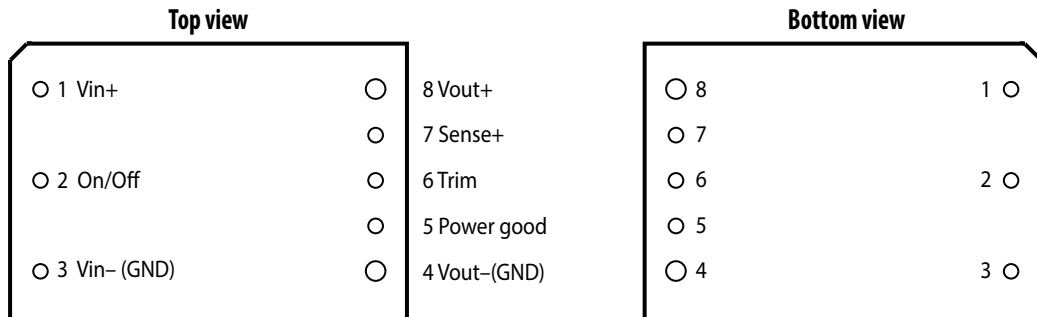 Top view
1 Vin+
8 Vout+
7 Sense+
2 On/Off
6 Trim
5 Power good
3 Vin– (GND)
4 Vout–(GND)
Bottom view
8
1
7
6
2
5
4
3